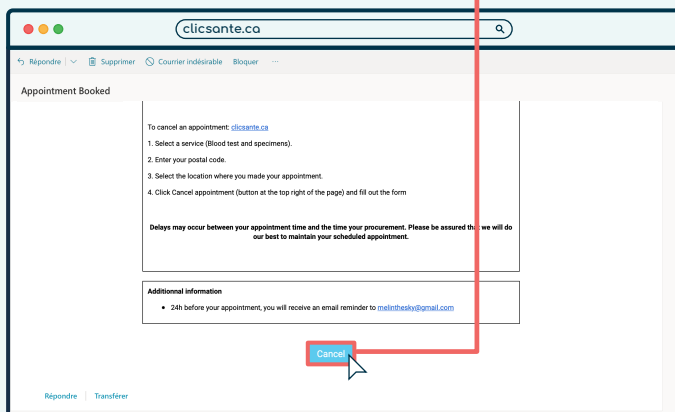 clicsante.ca
Répondre Supprimer Courrier indésirable Bloquer ...
Appointment Booked
To cancel an appointment: clicsante.ca
1. Select a service (Blood test and specimens).
2. Enter your postal code.
3. Select the location where you made your appointment.
4. Click Cancel appointment (button at the top right of the page) and fill out the form
Delays may occur between your appointment time and the time your procurement. Please be assured that we will do
our best to maintain your scheduled appointment.
Additionnal information
• 24h before your appointment, you will receive an email reminder to melinthesky@gmail.com
Cancel
Répondre Transférer